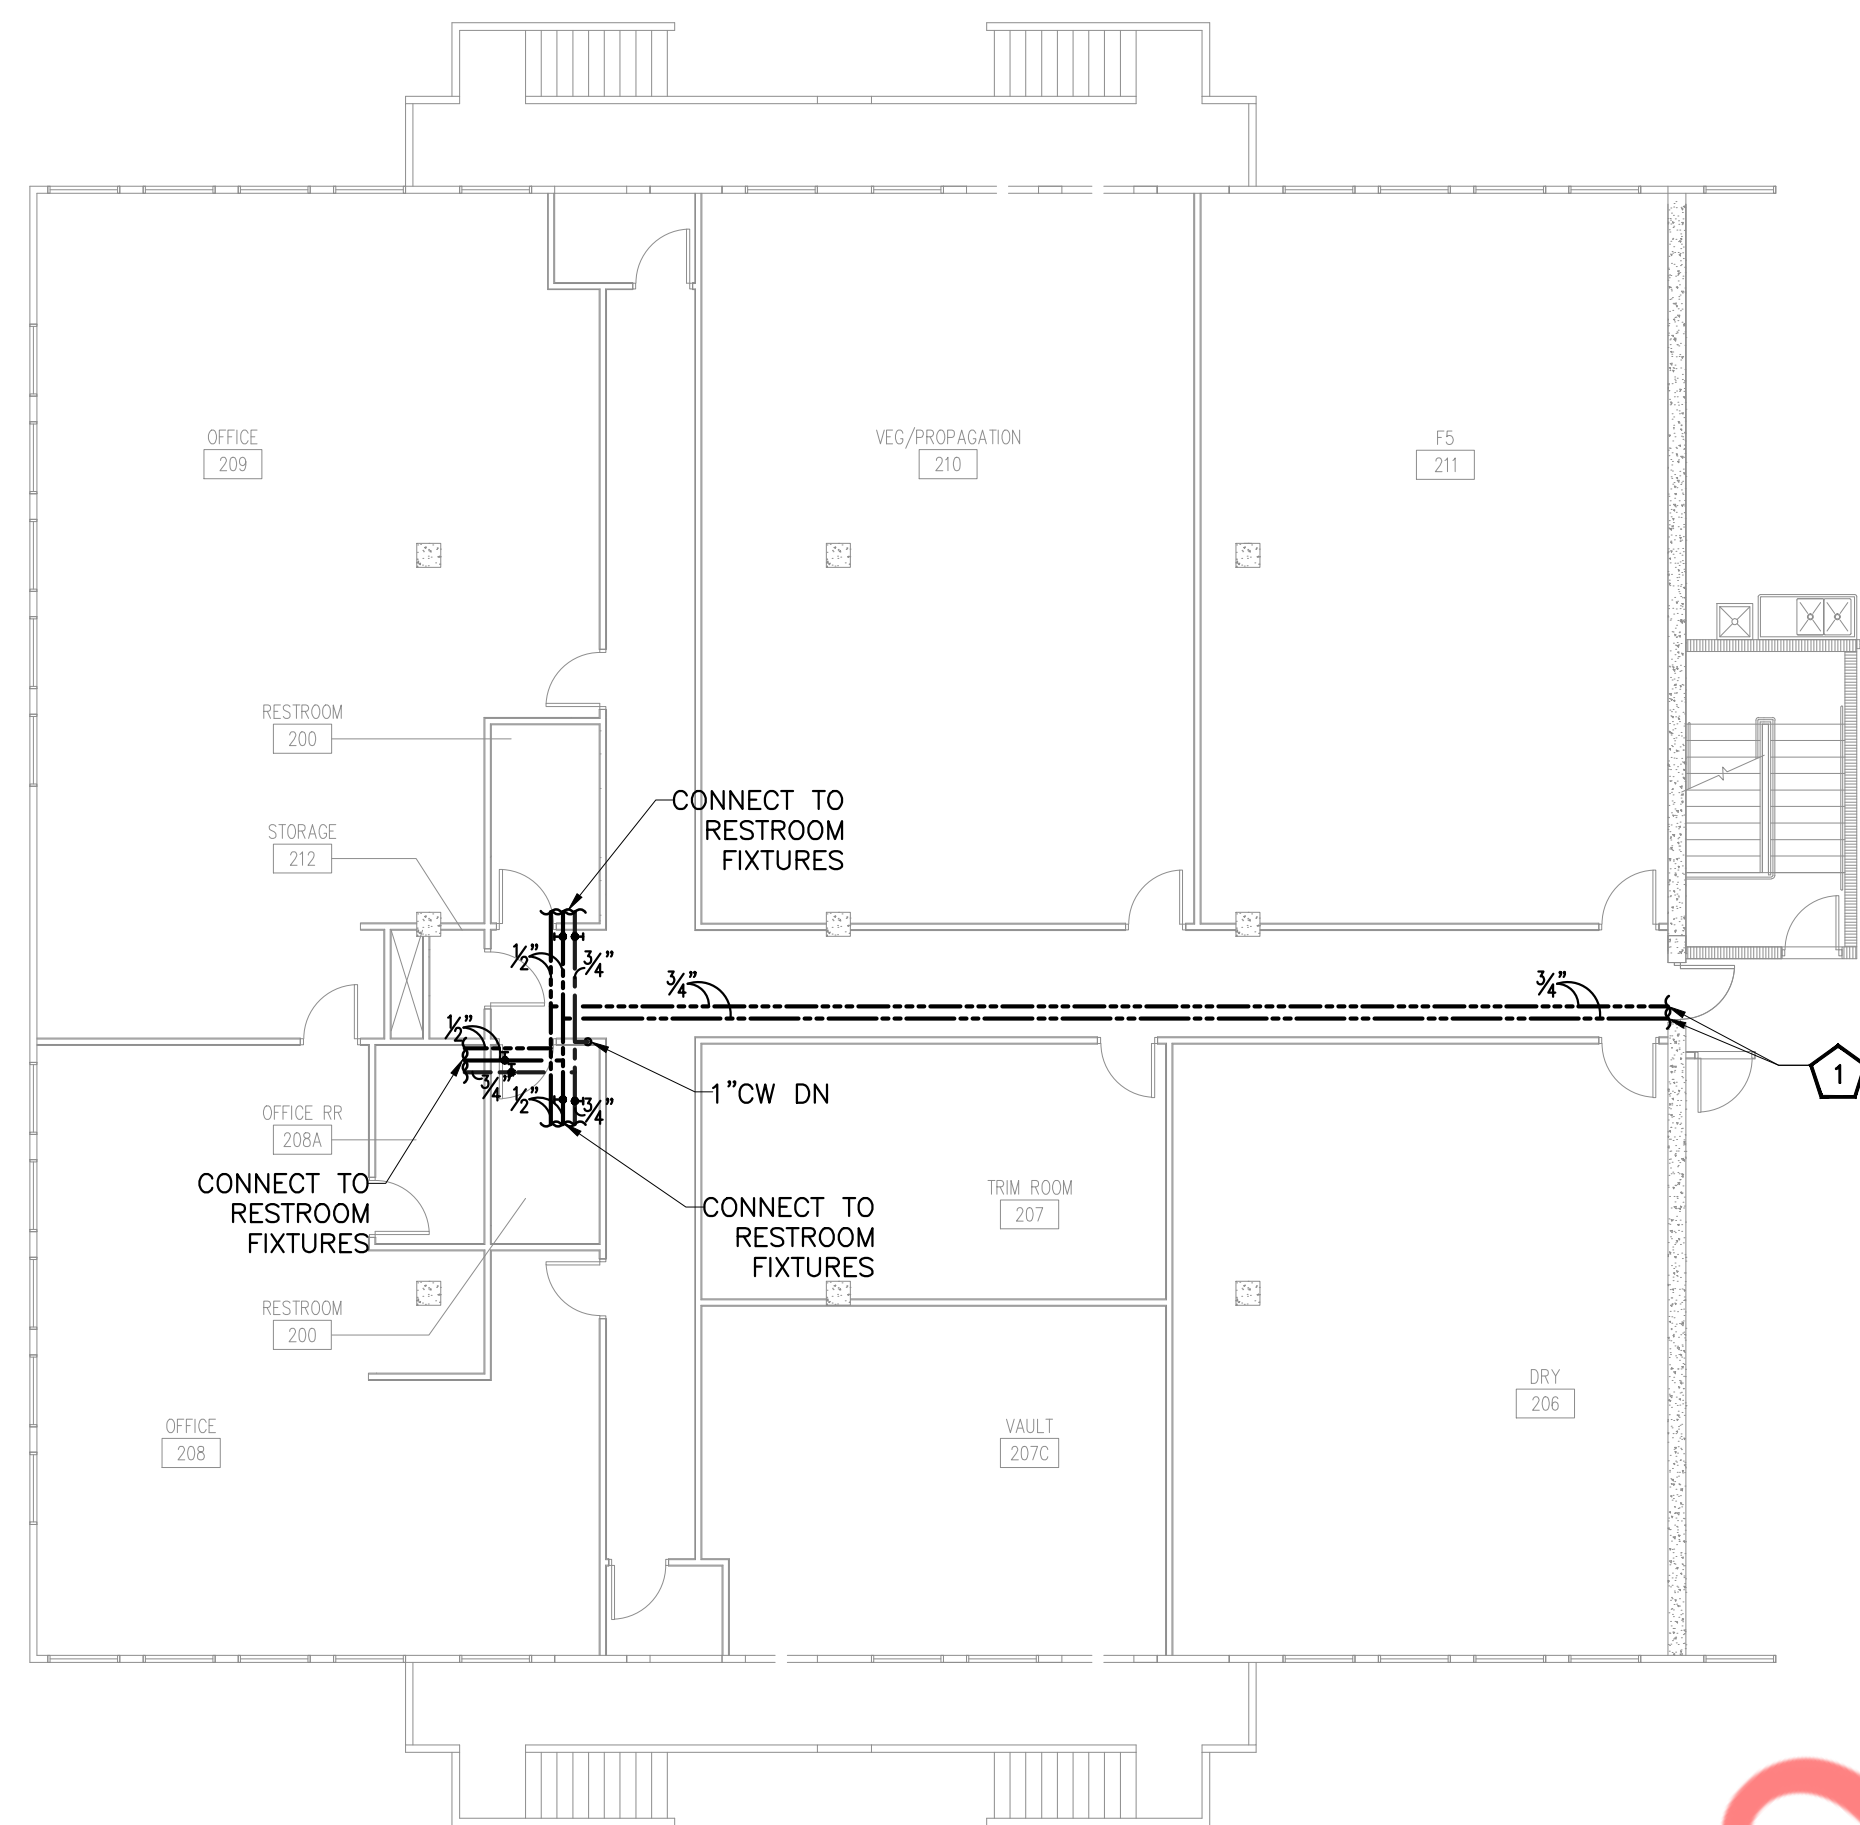 OFFICE
209
VEG/PROPAGATION
210
F5
211
RESTROOM
200
STORAGE
212
CONNECT TO
RESTROOM
FIXTURES
1/2"
3/4"
3/4"
3/4"
1/2"
3/4"
1/2"
3/4"
1"CW DN
1
OFFICE RR
208A
CONNECT TO
RESTROOM
FIXTURES
CONNECT TO
RESTROOM
FIXTURES
TRIM ROOM
207
RESTROOM
200
DRY
206
OFFICE
208
VAULT
207C